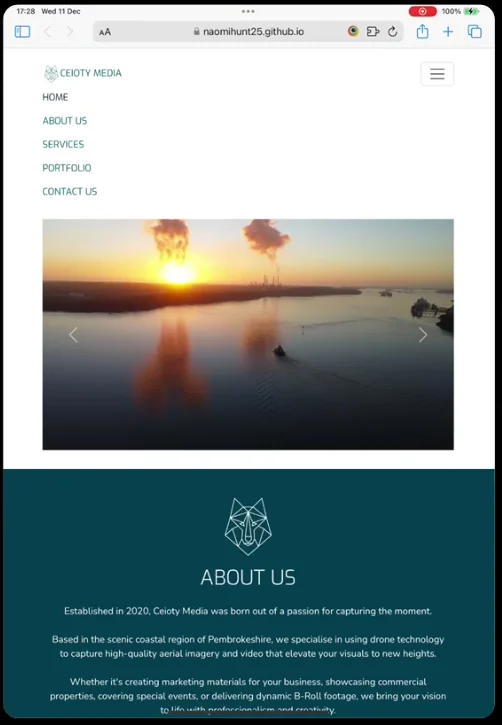 17:28 Wed 11 Dec
100%
AA
naomihunt25.github.io
CEIOTY MEDIA
HOME
ABOUT US
SERVICES
PORTFOLIO
CONTACT US
ABOUT US
Established in 2020, Ceioty Media was born out of a passion for capturing the moment.
Based in the scenic coastal region of Pembrokeshire, we specialise in using drone technology
to capture high-quality aerial imagery and video that elevate your visuals to new heights.
Whether it's creating marketing materials for your business, showcasing commercial
properties, covering special events, or delivering dynamic B-Roll footage, we bring your vision
to life with professionalism and creativity.